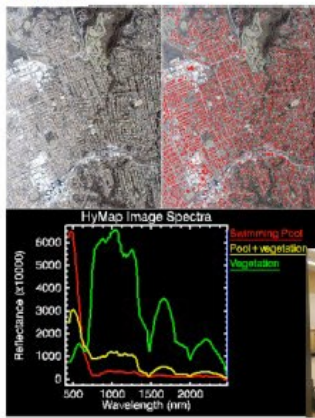 HyMap Image Spectra
Swimming Pool
Pool+vegetation
Vegetation
Reflectance (x10000)
6000
5000
4000
3000
2000
1000
0
500 1000 1500 2000
Wavelength (nm)